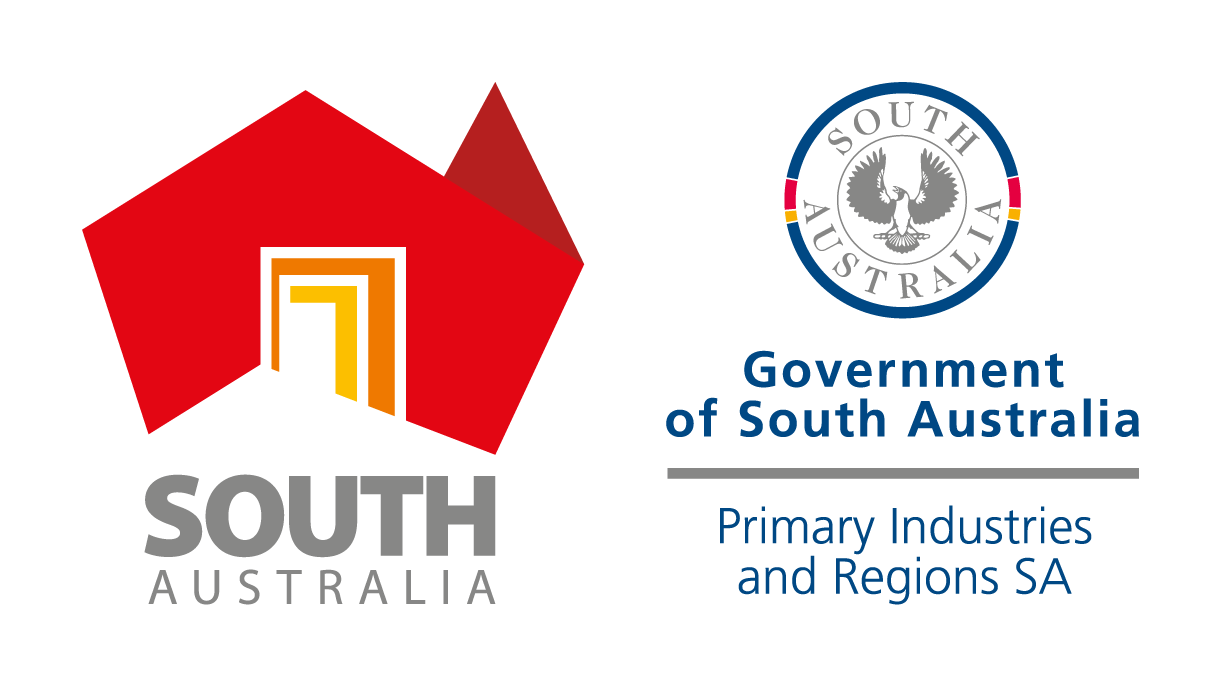 SOUTH
AUSTRALIA
SOUTH
AUSTRALIA
Government
of South Australia
Primary Industries
and Regions SA